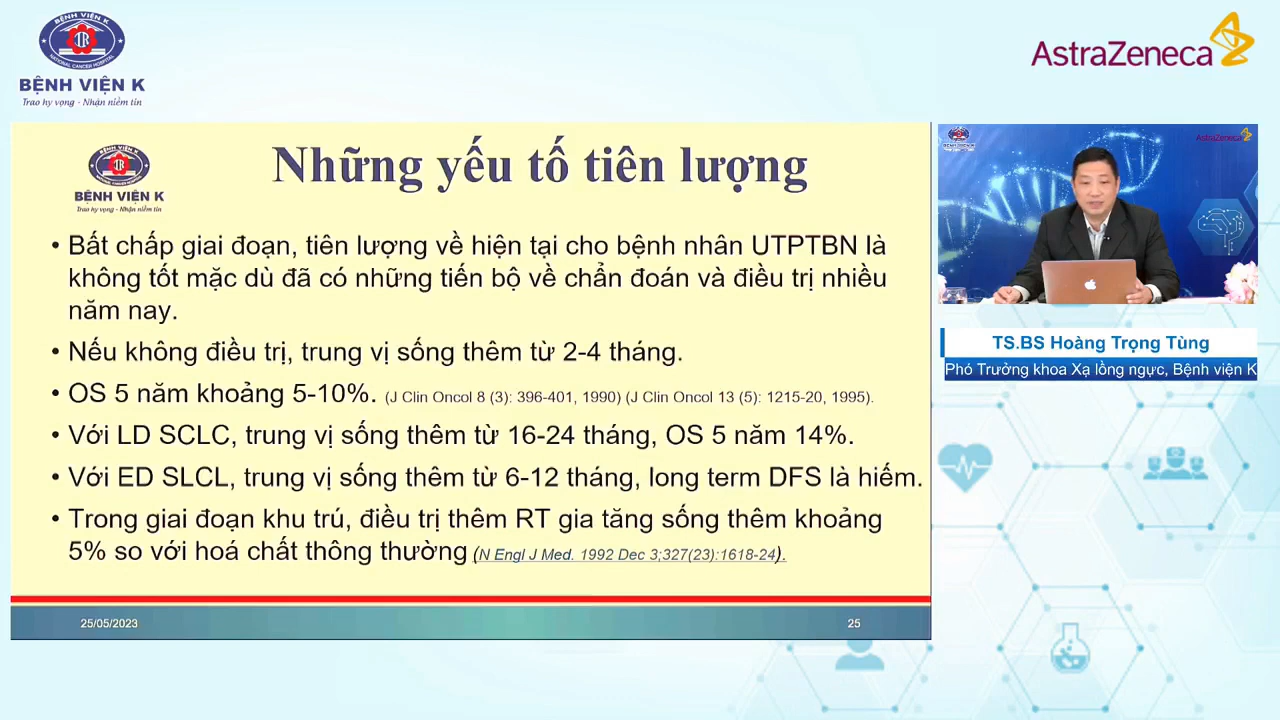 BỆNH VIỆN K
Trao hy vọng - Nhận niềm tin
AstraZeneca
BỆNH VIỆN K
Trao hy vọng - Nhận niềm tin
Những yếu tố tiên lượng
• Bất chấp giai đoạn, tiên lượng về hiện tại cho bệnh nhân UTPTBN là
không tốt mặc dù đã có những tiến bộ về chẩn đoán và điều trị nhiều
năm nay.
• Nếu không điều trị, trung vị sống thêm từ 2-4 tháng.
• OS 5 năm khoảng 5-10%. (J Clin Oncol 8 (3): 396-401, 1990) (J Clin Oncol 13 (5): 1215-20, 1995).
• Với LD SCLC, trung vị sống thêm từ 16-24 tháng, OS 5 năm 14%.
• Với ED SLCL, trung vị sống thêm từ 6-12 tháng, long term DFS là hiếm.
• Trong giai đoạn khu trú, điều trị thêm RT gia tăng sống thêm khoảng
5% so với hoá chất thông thường (N Engl J Med. 1992 Dec 3;327(23):1618-24).
25/05/2023
25
AstraZeneca
TS.BS Hoàng Trọng Tùng
Phó Trưởng khoa Xạ lồng ngực, Bệnh viện K